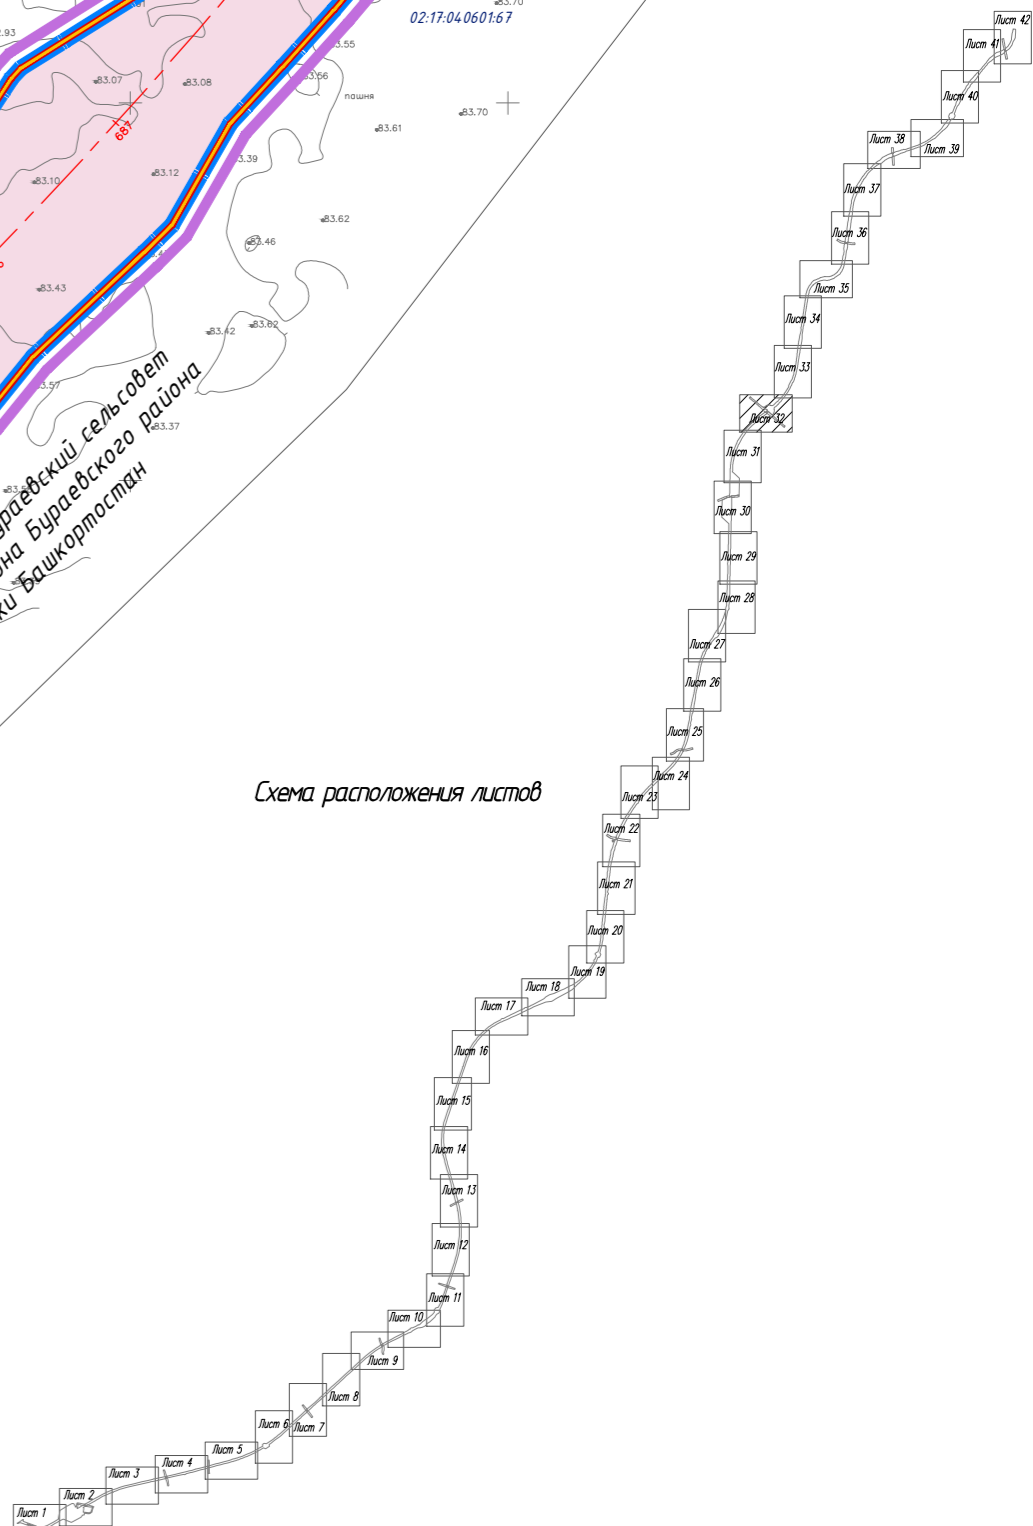 83.70
02:17:040601:67
83.55
83.07
83.08
83.56
пашня
83.70
83.61
687
83.39
83.10
83.12
83.62
83.46
83.43
83.42
83.62
83.57
83.37
сельсовет
Бураевского района
Башкортостан
Схема расположения листов
Лист 42
Лист 41
Лист 40
Лист 39
Лист 38
Лист 37
Лист 36
Лист 35
Лист 34
Лист 33
Лист 32
Лист 31
Лист 30
Лист 29
Лист 28
Лист 27
Лист 26
Лист 25
Лист 24
Лист 23
Лист 22
Лист 21
Лист 20
Лист 19
Лист 18
Лист 17
Лист 16
Лист 15
Лист 14
Лист 13
Лист 12
Лист 11
Лист 10
Лист 9
Лист 8
Лист 7
Лист 6
Лист 5
Лист 4
Лист 3
Лист 2
Лист 1